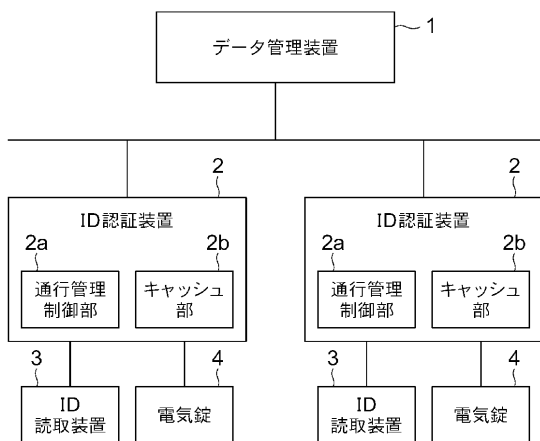 1
データ管理装置
2
ID認証装置
2a
2b
通行管理
制御部
キャッシュ
部
3
4
ID
読取装置
電気錠
2
ID認証装置
2a
2b
通行管理
制御部
キャッシュ
部
3
4
ID
読取装置
電気錠